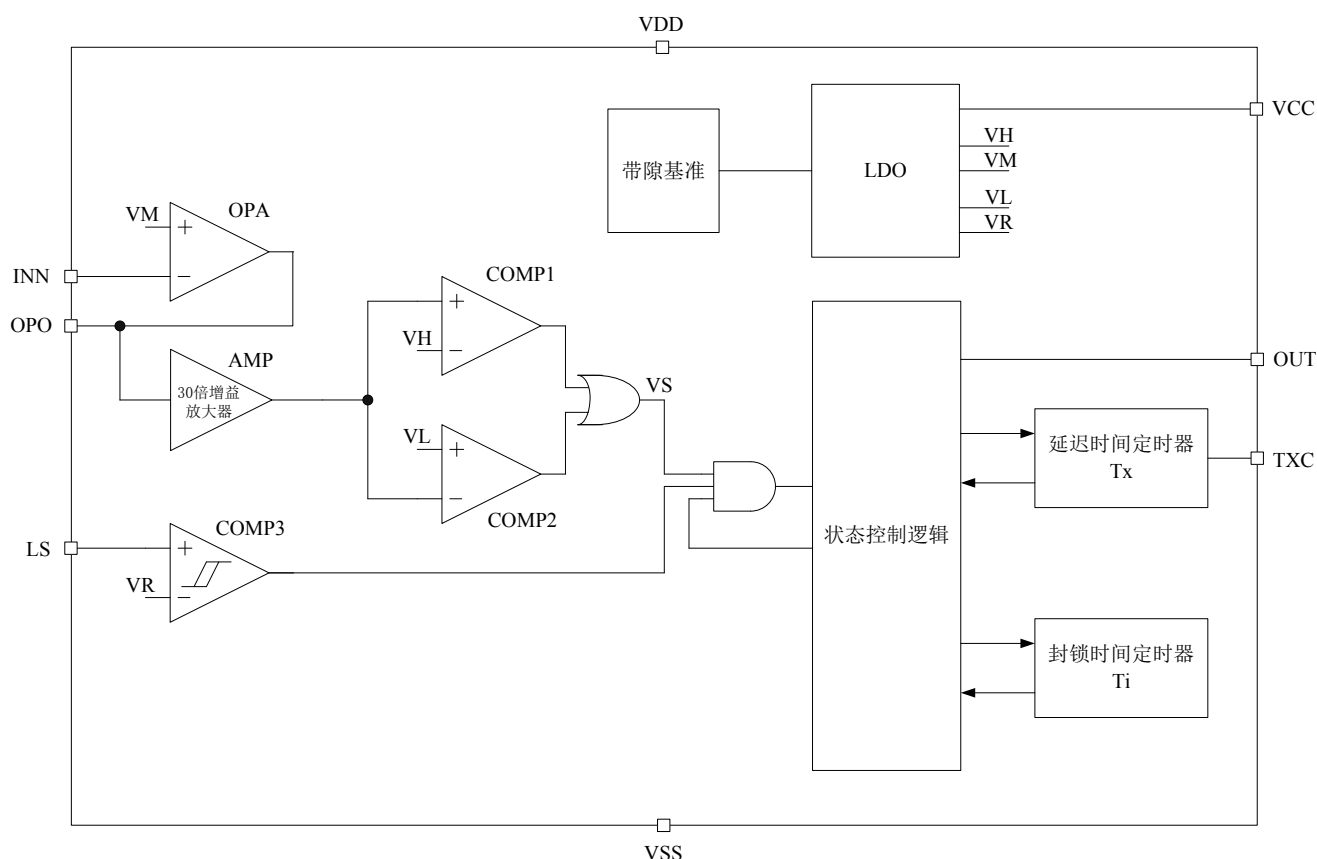 VDD
VCC
VH
带隙基准
LDO
VM
VL
VR
VM
+
OPA
INN
−
COMP1
OPO
+
VH
−
AMP
30倍增益
放大器
VS
OUT
VL
+
延迟时间定时器
Tx
TXC
−
COMP2
COMP3
LS
+
VR
−
状态控制逻辑
封锁时间定时器
Ti
VSS